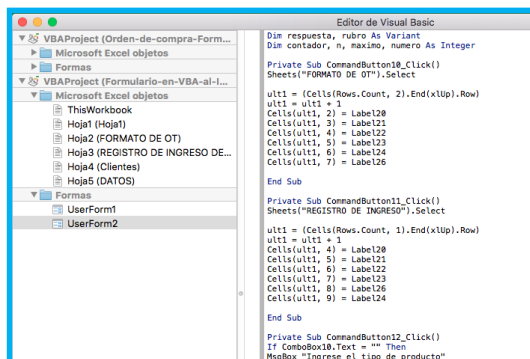 Editor de Visual Basic
VBAProject (Orden-de-compra-Form...
Microsoft Excel objetos
Formas
VBAProject (Formulario-en-VBA-al-I...
Microsoft Excel objetos
ThisWorkbook
Hoja1 (Hoja1)
Hoja2 (FORMATO DE OT)
Hoja3 (REGISTRO DE INGRESO DE...
Hoja4 (Clientes)
Hoja5 (DATOS)
Formas
UserForm1
UserForm2
Dim respuesta, rubro As Variant
Dim contador, n, maximo, numero As Integer
Private Sub CommandButton10_Click()
Sheets("FORMATO DE OT").Select
ult1 = (Cells(Rows.Count, 2).End(xlUp).Row)
ult1 = ult1 + 1
Cells(ult1, 2) = Label20
Cells(ult1, 3) = Label21
Cells(ult1, 4) = Label22
Cells(ult1, 5) = Label23
Cells(ult1, 6) = Label24
Cells(ult1, 7) = Label26
End Sub
Private Sub CommandButton11_Click()
Sheets("REGISTRO DE INGRESO").Select
ult1 = (Cells(Rows.Count, 1).End(xlUp).Row)
ult1 = ult1 + 1
Cells(ult1, 4) = Label20
Cells(ult1, 5) = Label21
Cells(ult1, 6) = Label22
Cells(ult1, 7) = Label23
Cells(ult1, 8) = Label26
Cells(ult1, 9) = Label24
End Sub
Private Sub CommandButton12_Click()
If ComboBox10.Text = "" Then
MsgBox "Ingrese el tipo de producto"